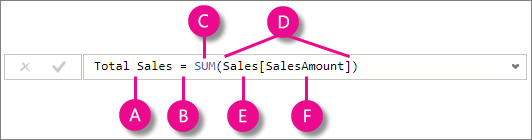 C D
Total Sales = SUM(Sales[SalesAmount])
A B E F